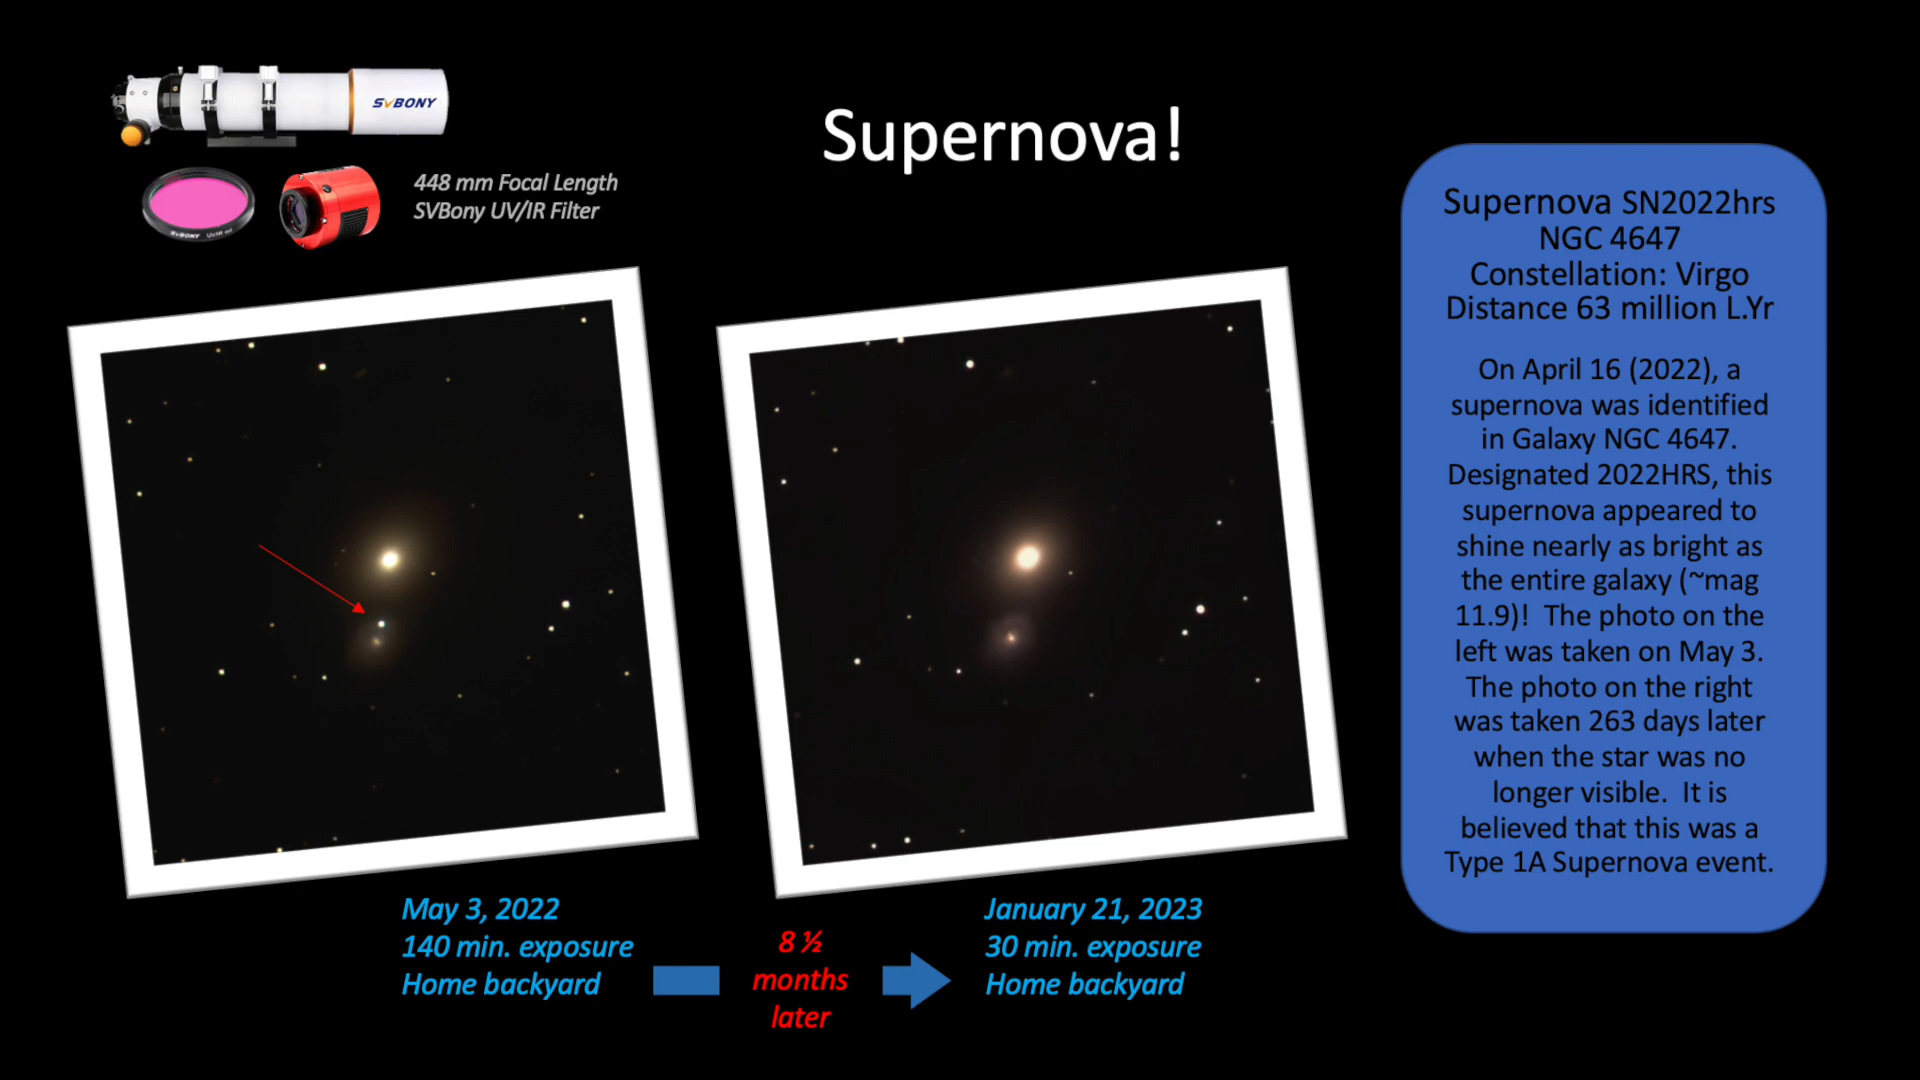 SVBONY
SVBONY UV/IR
448 mm Focal Length
SVBony UV/IR Filter
Supernova!
Supernova SN2022hrs
NGC 4647
Constellation: Virgo
Distance 63 million L.Yr
On April 16 (2022), a
supernova was identified
in Galaxy NGC 4647.
Designated 2022HRS, this
supernova appeared to
shine nearly as bright as
the entire galaxy (~mag
11.9)!  The photo on the
left was taken on May 3.
The photo on the right
was taken 263 days later
when the star was no
longer visible.  It is
believed that this was a
Type 1A Supernova event.
May 3, 2022
140 min. exposure
Home backyard
8 ½
months
later
January 21, 2023
30 min. exposure
Home backyard